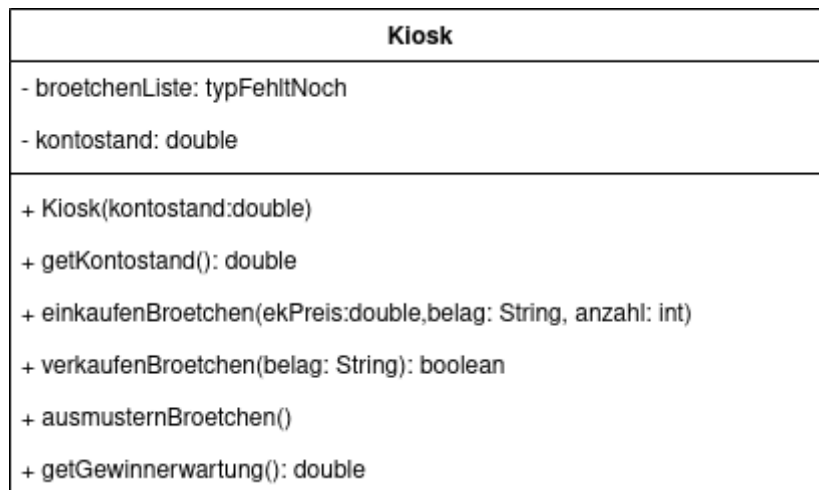 Kiosk
- broetchenListe: typFehltNoch
- kontostand: double
+ Kiosk(kontostand:double)
+ getKontostand(): double
+ einkaufenBroetchen(ekPreis:double,belag: String, anzahl: int)
+ verkaufenBroetchen(belag: String): boolean
+ ausmusternBroetchen()
+ getGewinnerwartung(): double